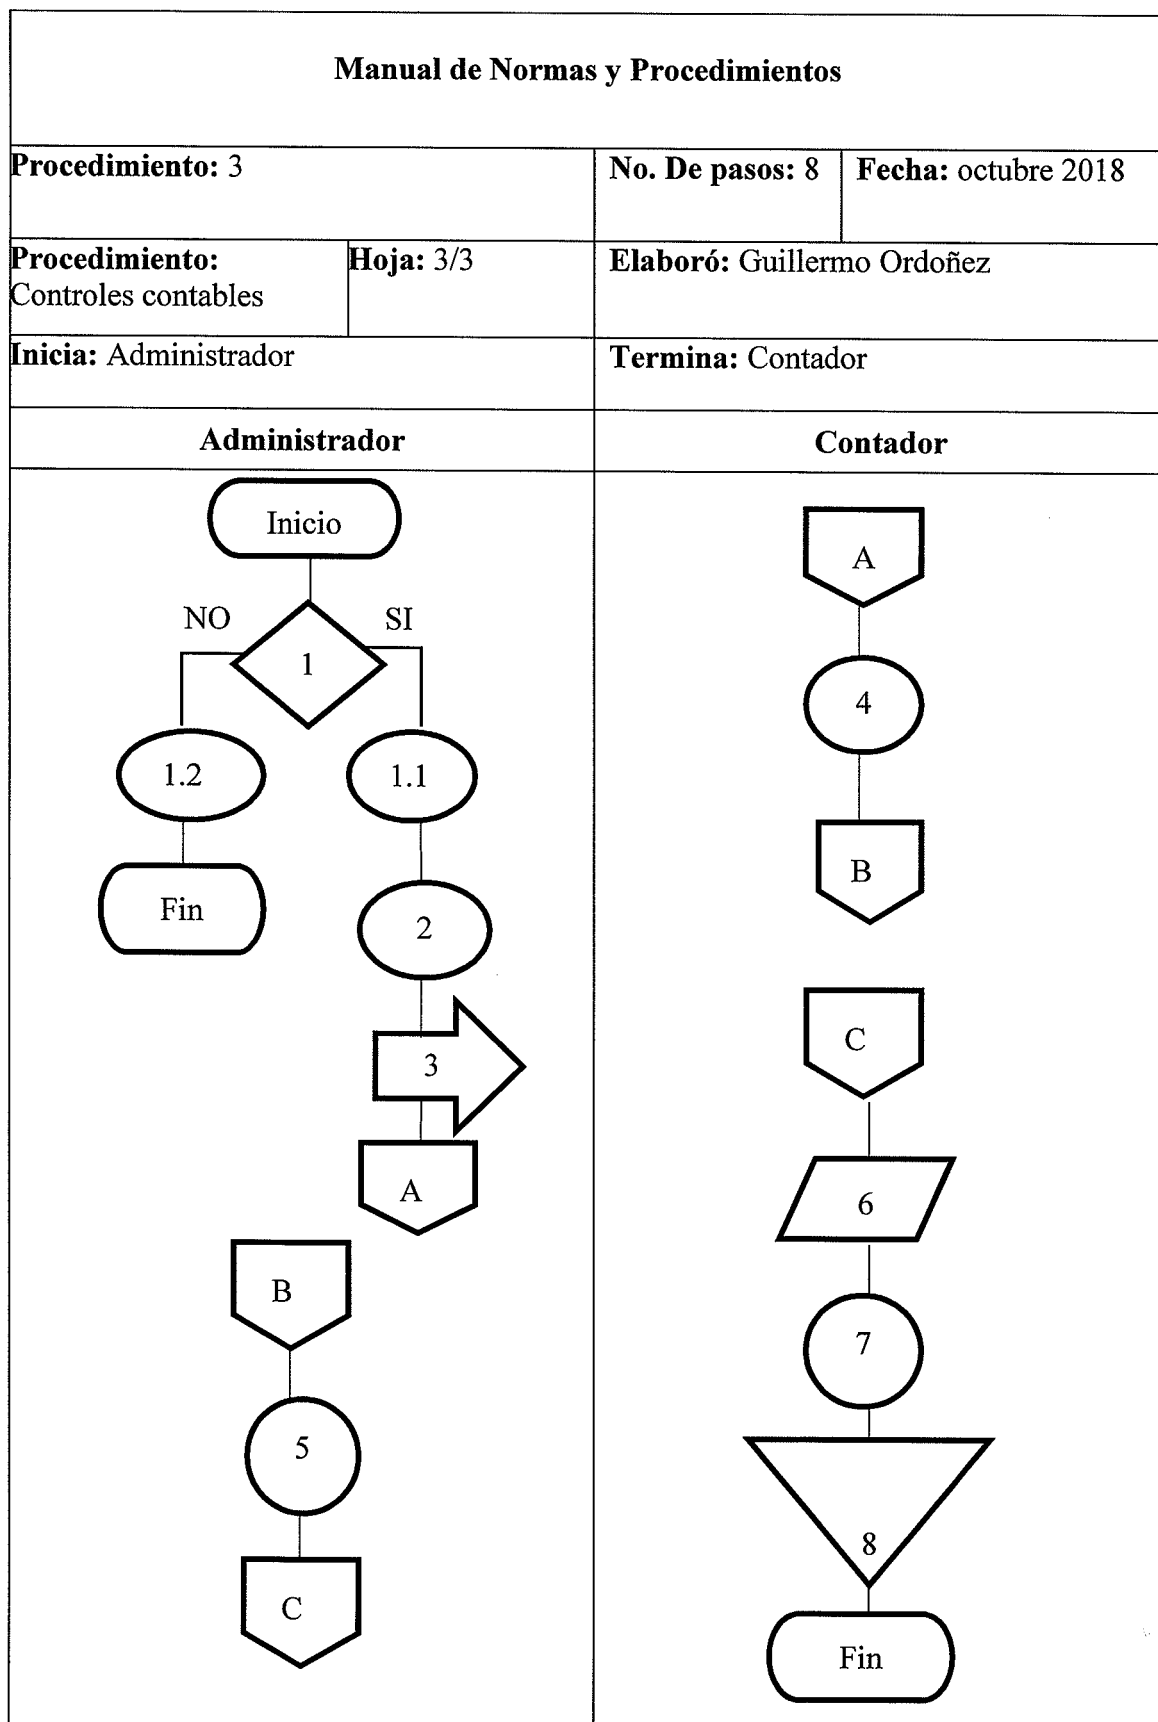 Manual de Normas y Procedimientos
Procedimiento: 3
No. De pasos: 8
Fecha: octubre 2018
Procedimiento:
Controles contables
Hoja: 3/3
Elaboró: Guillermo Ordoñez
Inicia: Administrador
Termina: Contador
Administrador
Contador
Inicio
NO
SI
1
1.2
1.1
Fin
2
3
A
B
5
C
A
4
B
C
6
7
8
Fin